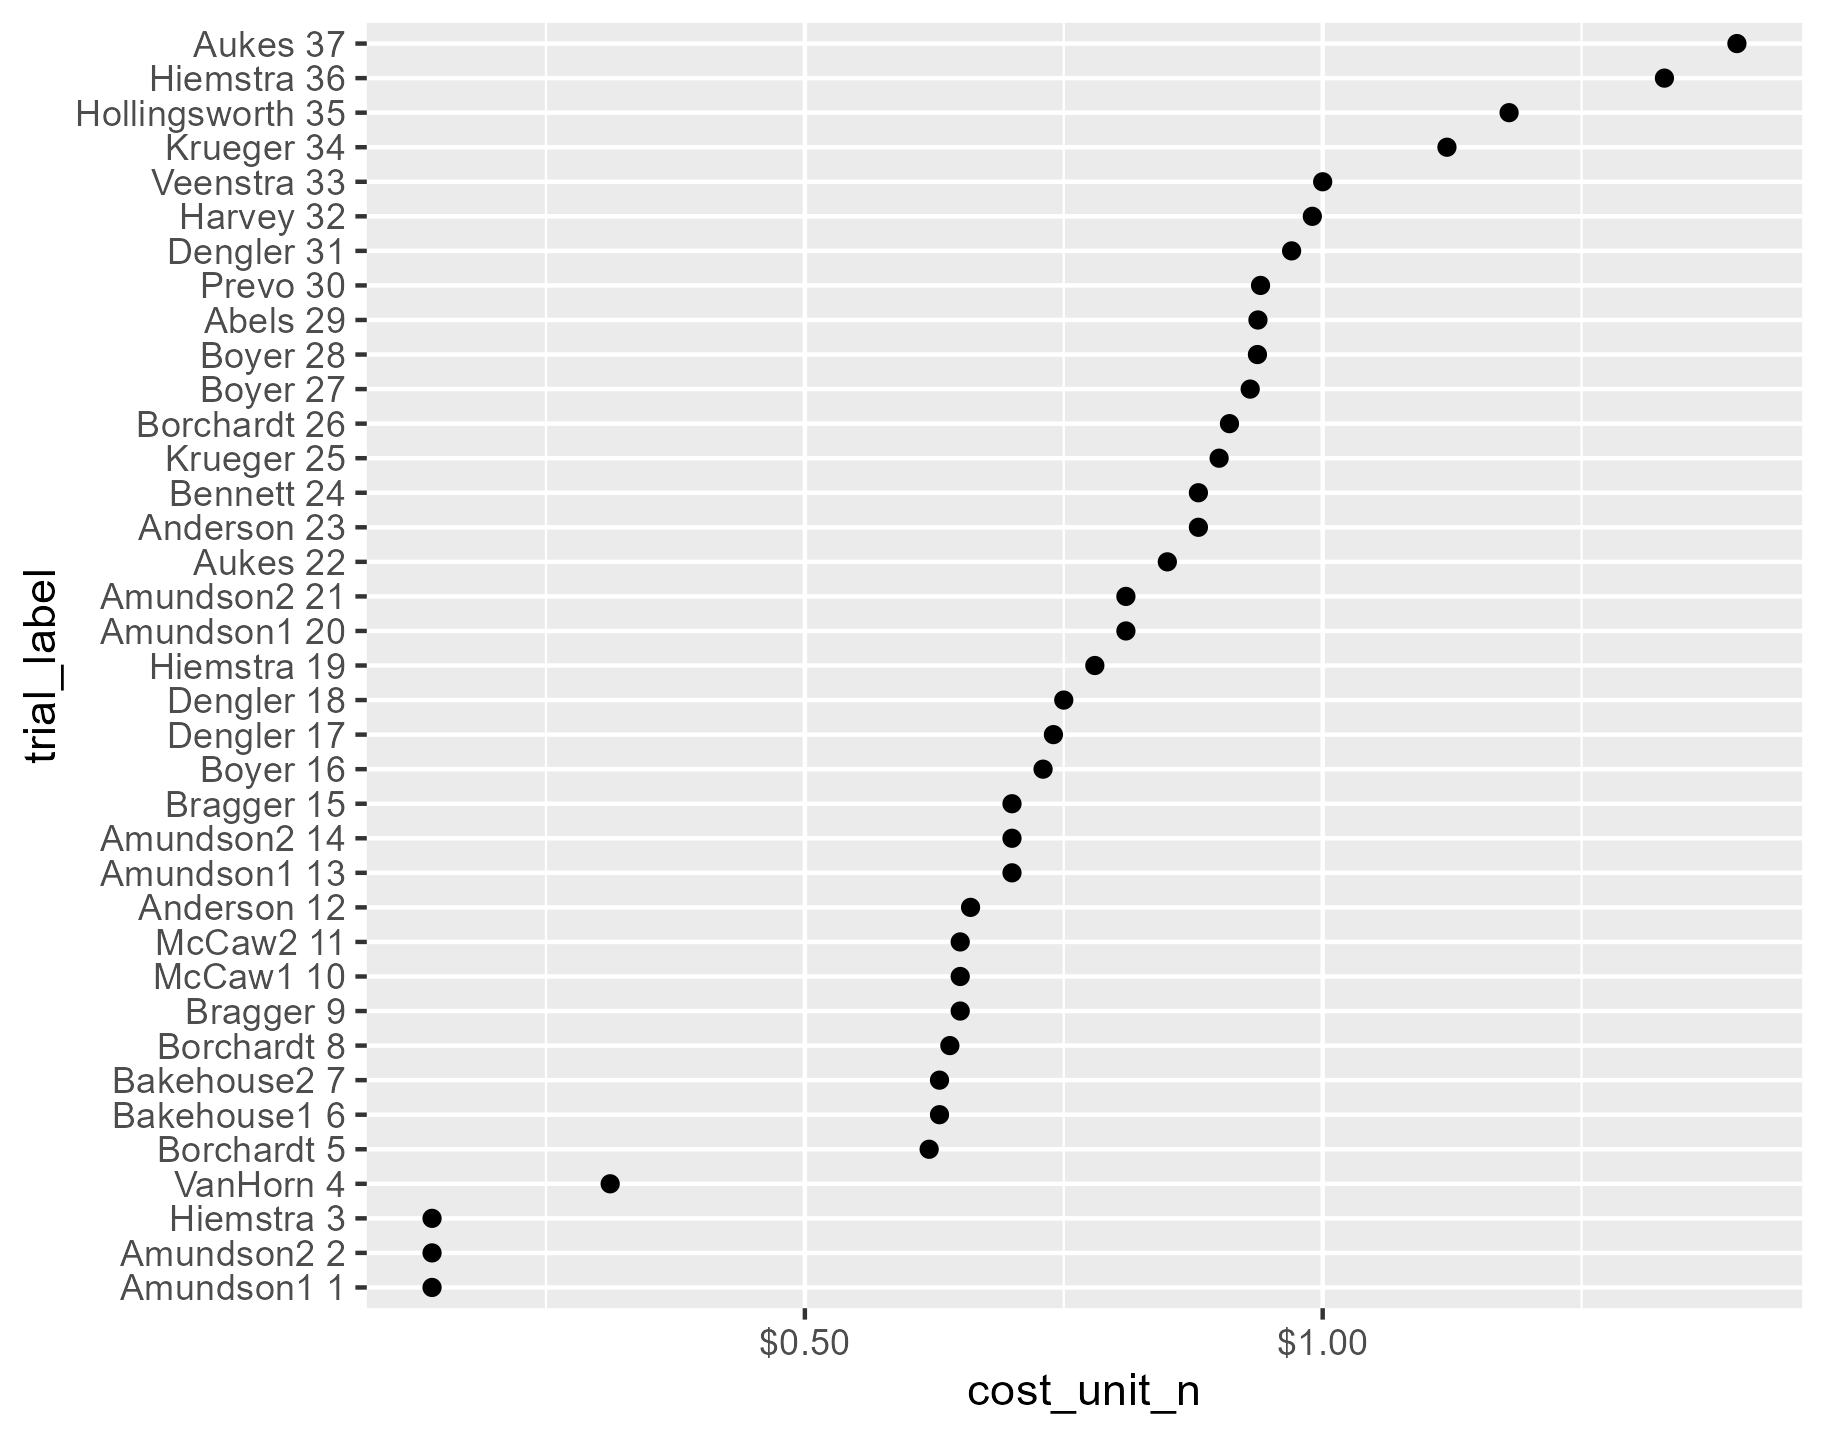 Aukes 37
Hiemstra 36
Hollingsworth 35
Krueger 34
Veenstra 33
Harvey 32
Dengler 31
Prevo 30
Abels 29
Boyer 28
Boyer 27
Borchardt 26
Krueger 25
Bennett 24
Anderson 23
Aukes 22
Amundson2 21
Amundson1 20
Hiemstra 19
Dengler 18
Dengler 17
Boyer 16
Bragger 15
Amundson2 14
Amundson1 13
Anderson 12
McCaw2 11
McCaw1 10
Bragger 9
Borchardt 8
Bakehouse2 7
Bakehouse1 6
Borchardt 5
VanHorn 4
Hiemstra 3
Amundson2 2
Amundson1 1
trial_label
$0.50 $1.00
cost_unit_n